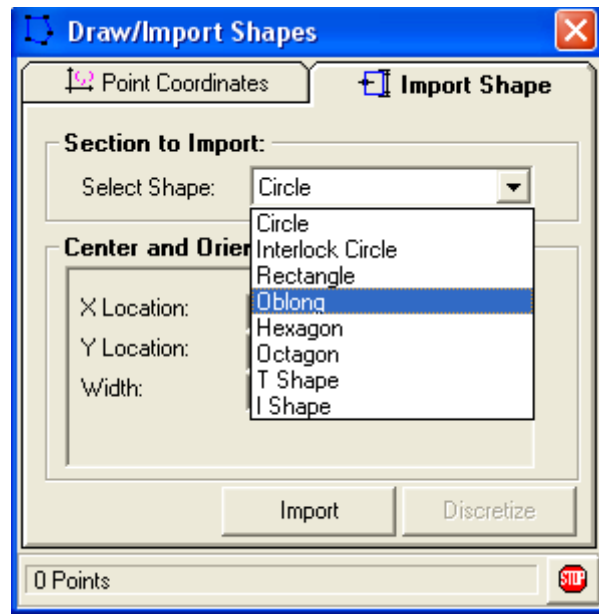 Draw/Import Shapes
Point Coordinates
Import Shape
Section to Import:
Select Shape:
Circle
Circle
Interlock Circle
Rectangle
Oblong
Hexagon
Octagon
T Shape
I Shape
Center and Orien
X Location:
Y Location:
Width:
Import
Discretize
0 Points
STOP